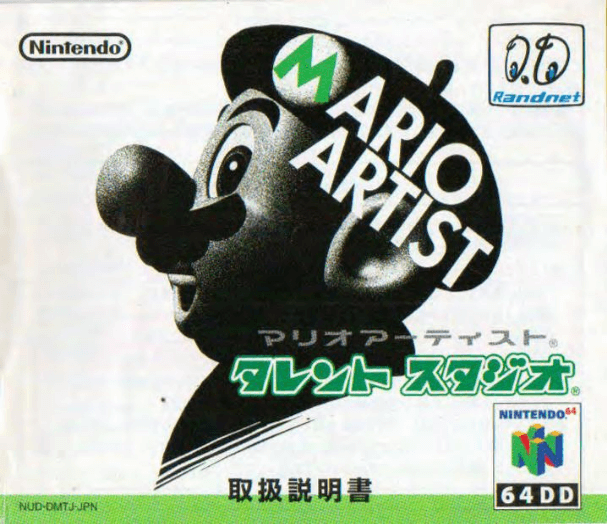 Nintendo®
Randnet
MARIO
ARTIST
マリオアーティスト®
タレント スタジオ®
NINTENDO64
64DD
取扱説明書
NUD-DMTJ-JPN